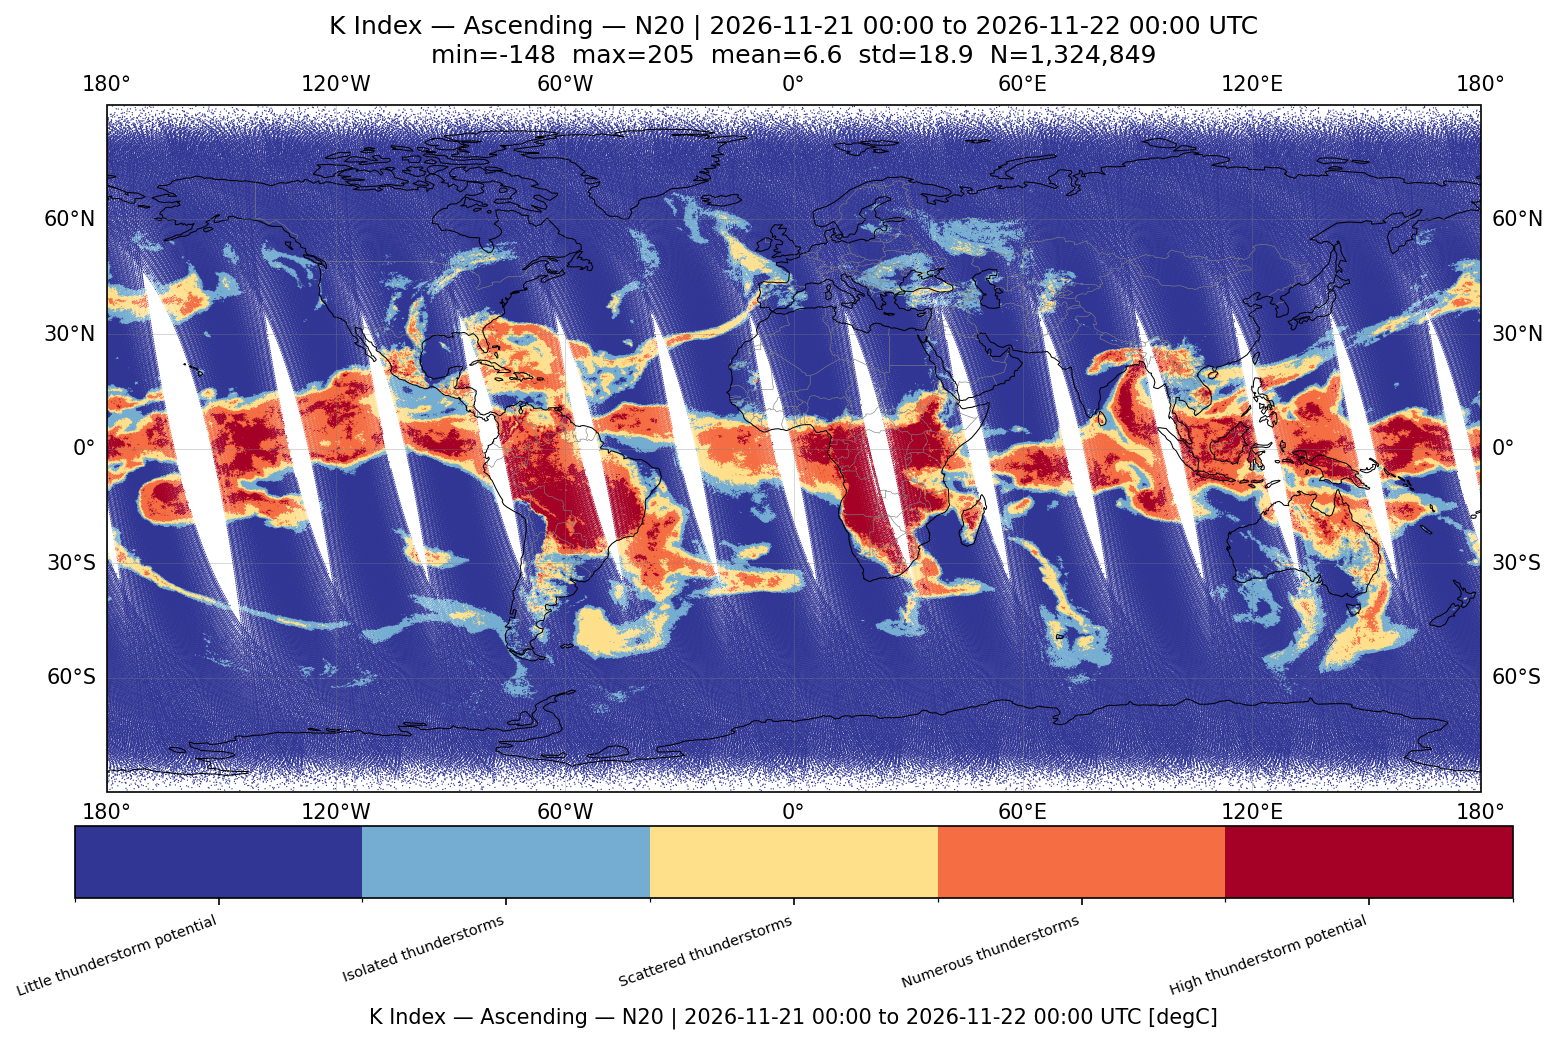 K Index — Ascending — N20 | 2026-11-21 00:00 to 2026-11-22 00:00 UTC
min=-148  max=205  mean=6.6  std=18.9  N=1,324,849
180° 120°W 60°W 0° 60°E 120°E 180°
60°N 60°N
30°N 30°N
0° 0°
30°S 30°S
60°S 60°S
180° 120°W 60°W 0° 60°E 120°E 180°
Little thunderstorm potential
Isolated thunderstorms
Scattered thunderstorms
Numerous thunderstorms
High thunderstorm potential
K Index — Ascending — N20 | 2026-11-21 00:00 to 2026-11-22 00:00 UTC [degC]